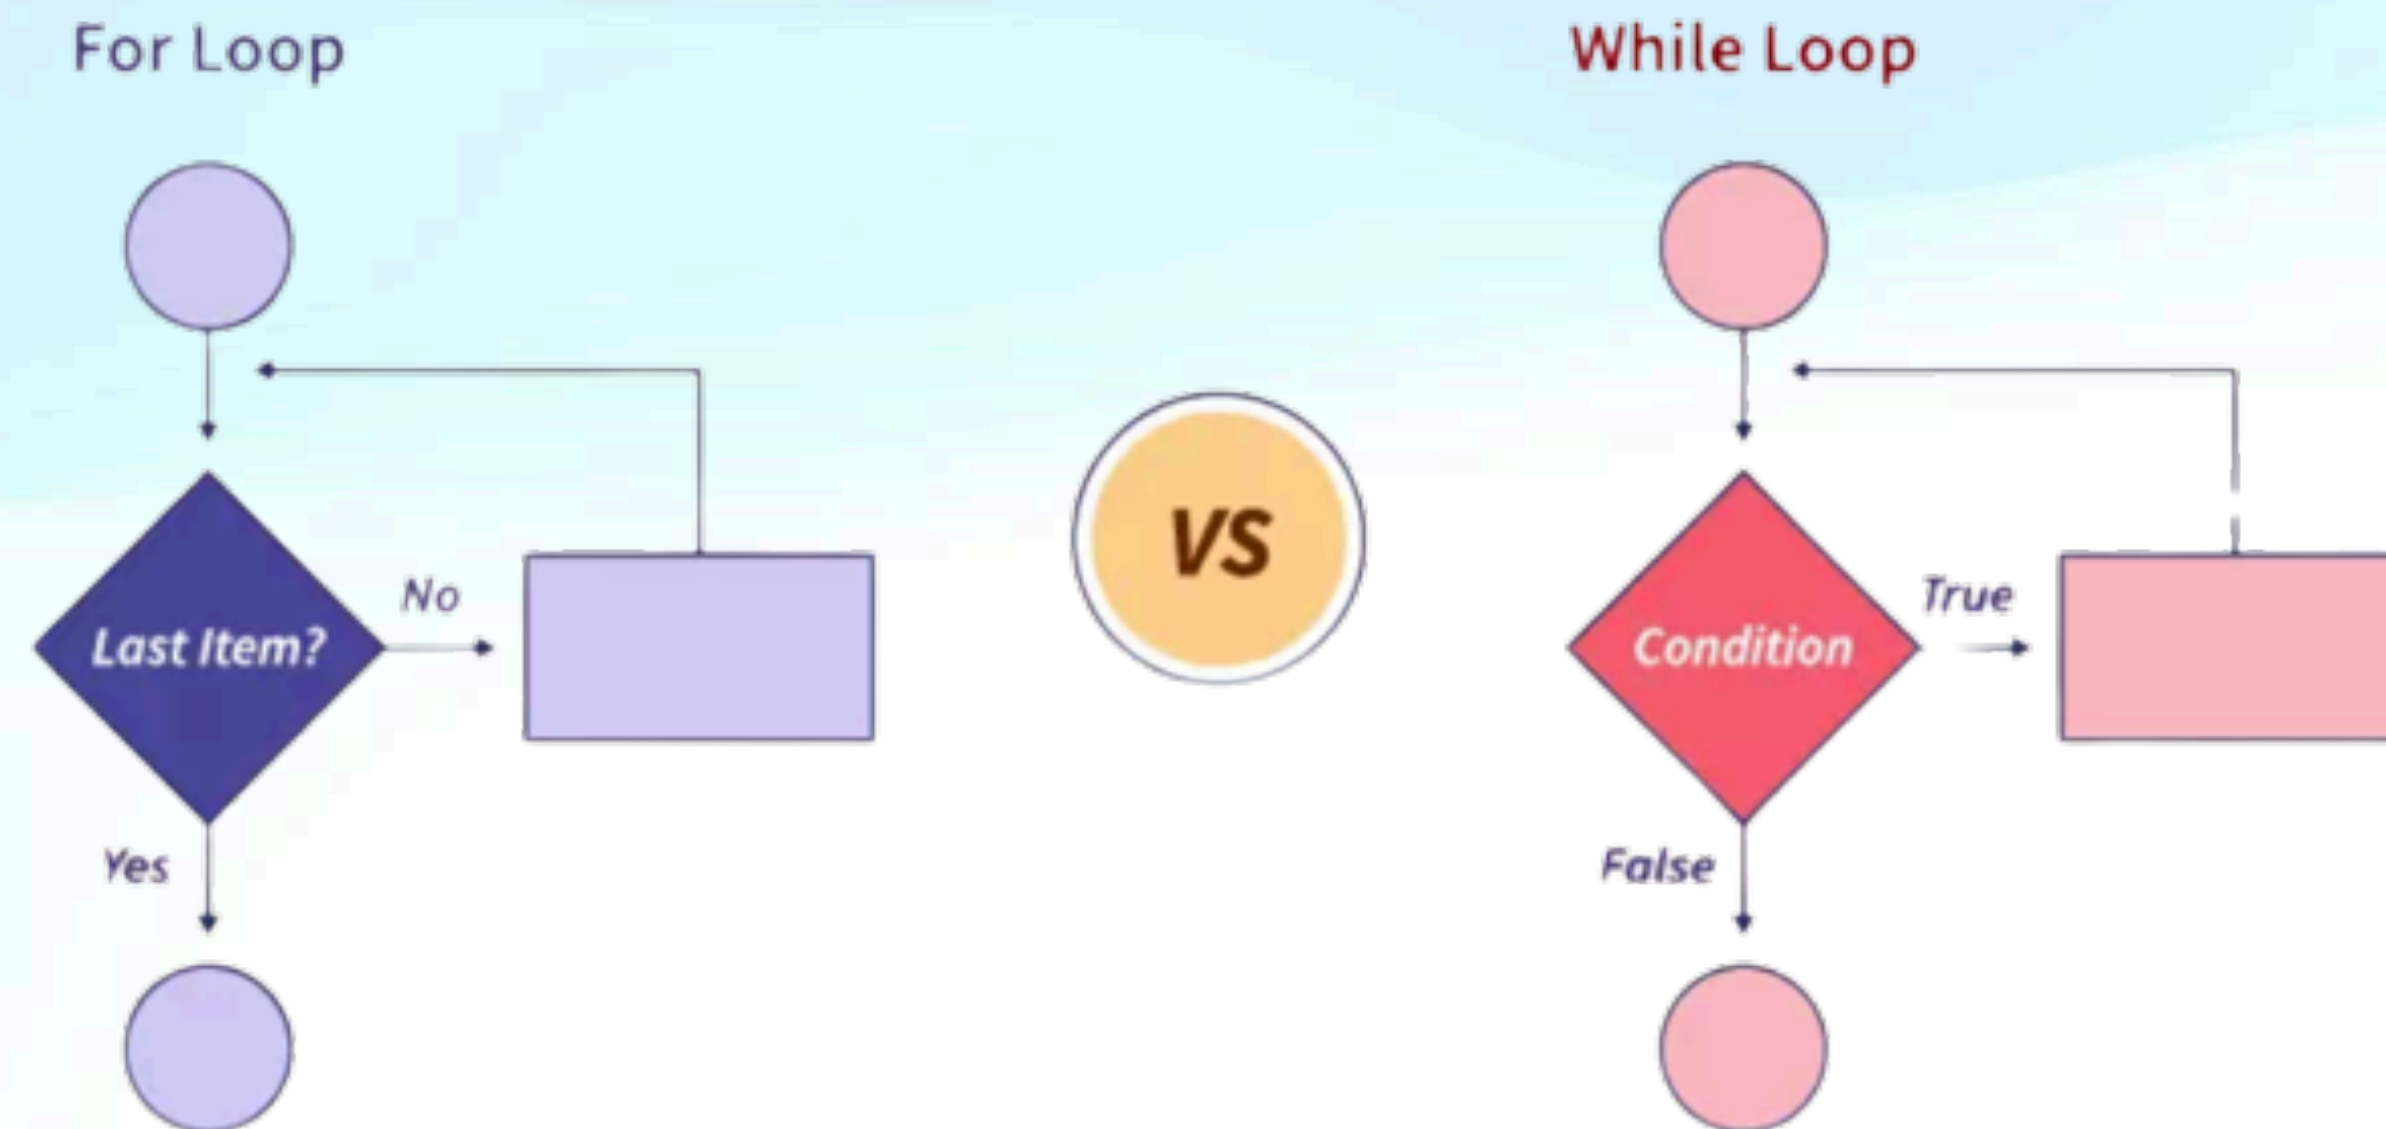 For Loop
While Loop
VS
No
Last Item?
Yes
True
Condition
False